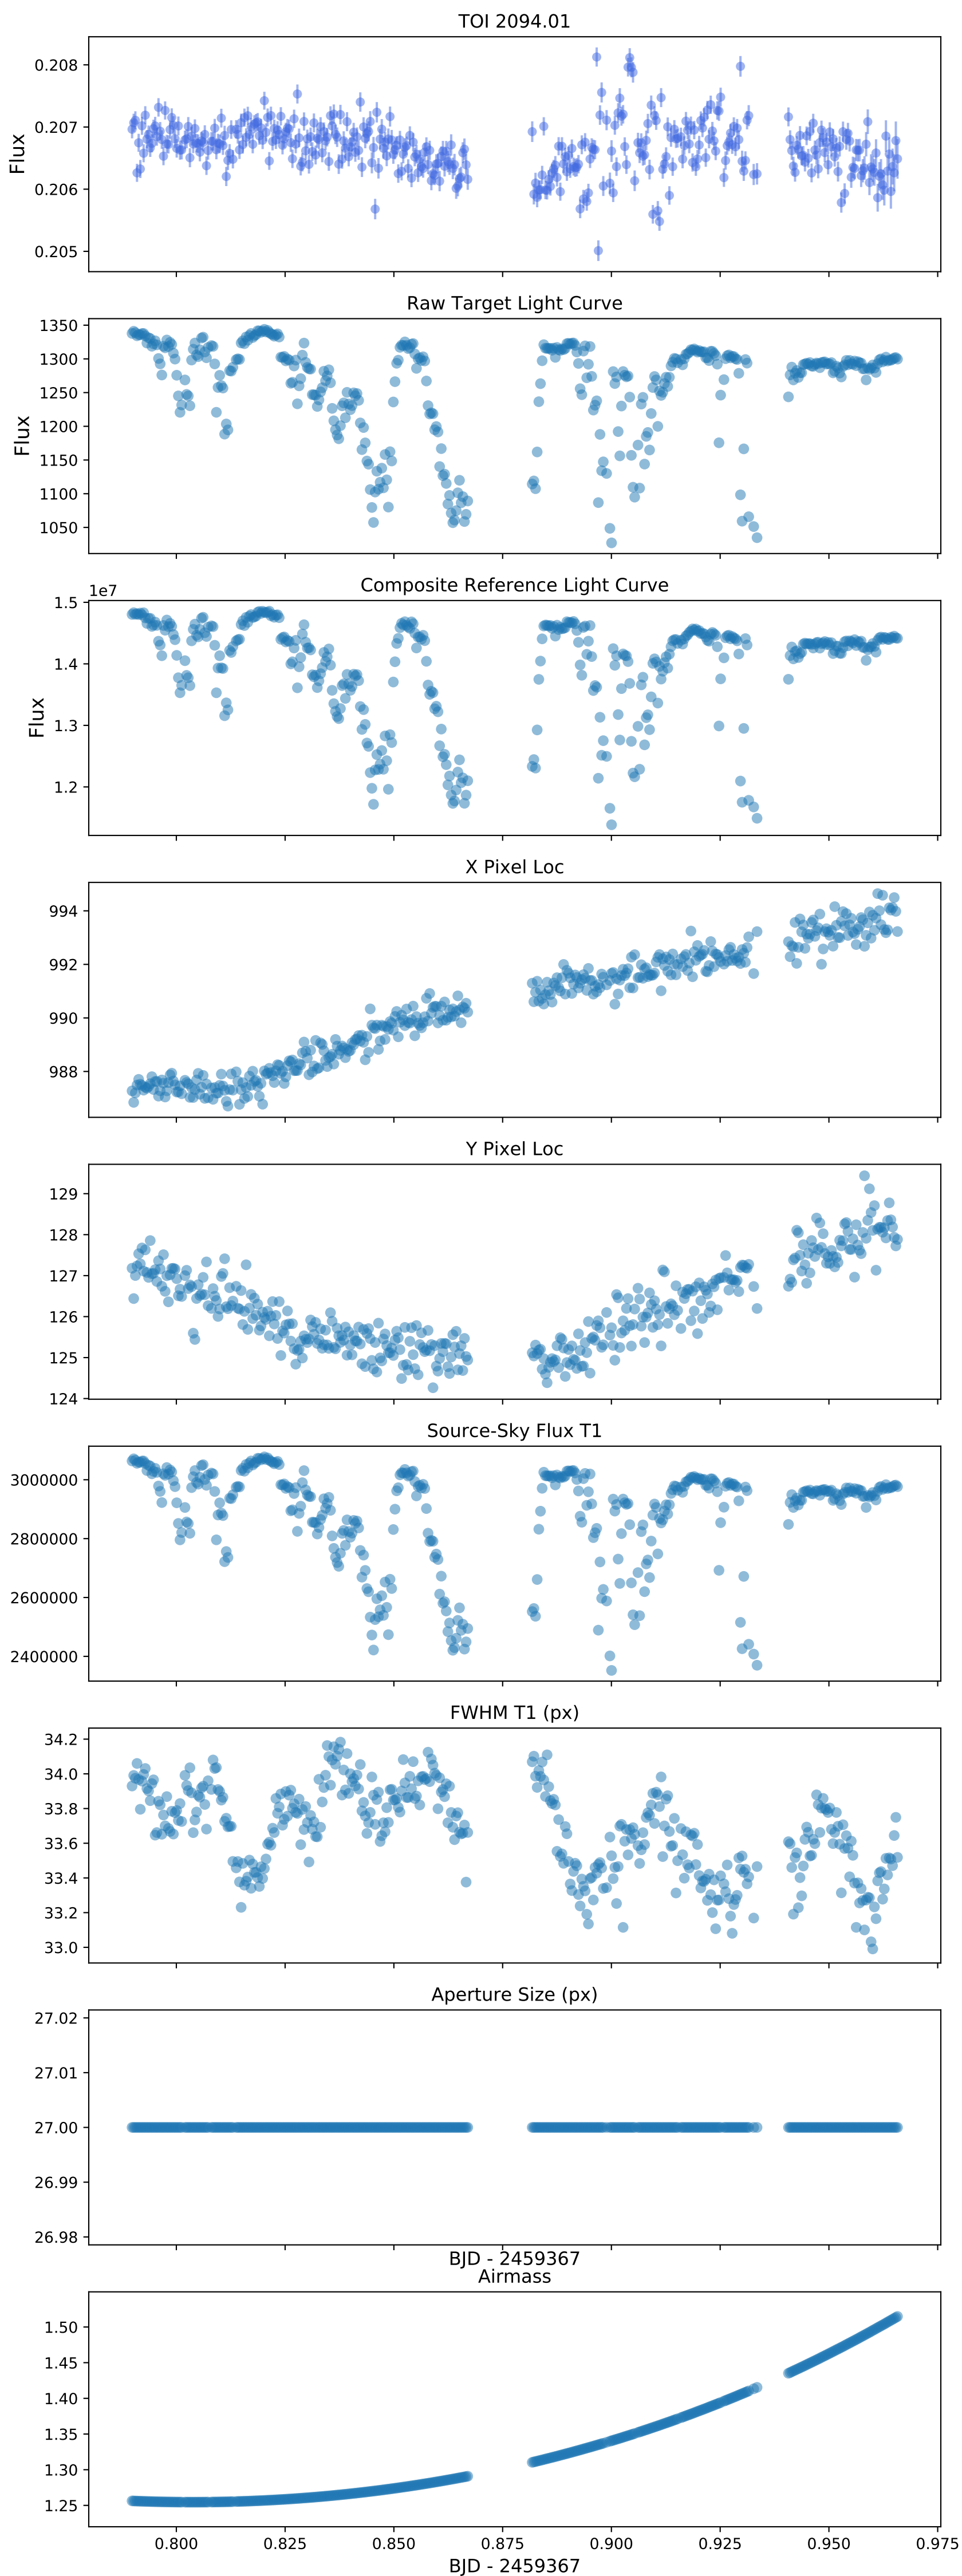 TOI 2094.01
0.208
0.207
0.206
0.205
Flux
Raw Target Light Curve
1350
1300
1250
1200
1150
1100
1050
Flux
Composite Reference Light Curve
1e7
1.5
1.4
1.3
1.2
Flux
X Pixel Loc
994
992
990
988
Y Pixel Loc
129
128
127
126
125
124
Source-Sky Flux T1
3000000
2800000
2600000
2400000
FWHM T1 (px)
34.2
34.0
33.8
33.6
33.4
33.2
33.0
Aperture Size (px)
27.02
27.01
27.00
26.99
26.98
BJD - 2459367
Airmass
1.50
1.45
1.40
1.35
1.30
1.25
0.800 0.825 0.850 0.875 0.900 0.925 0.950 0.975
BJD - 2459367